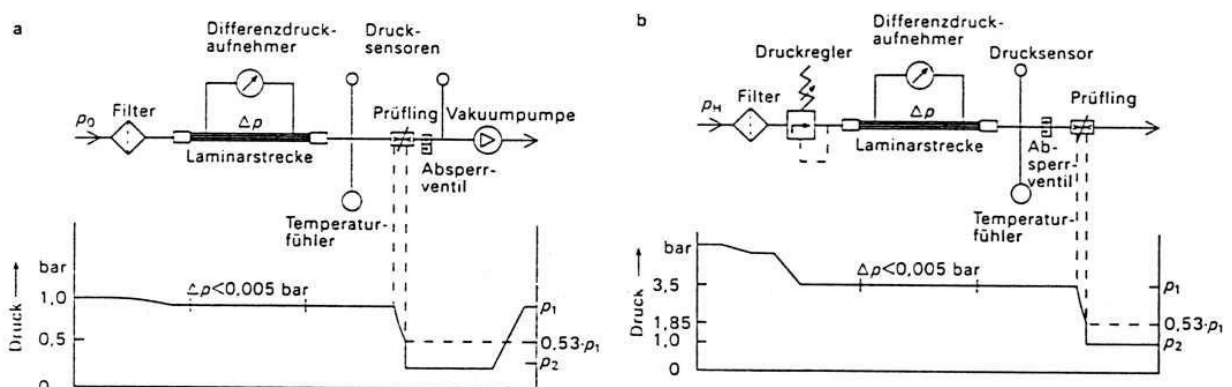 a
Differenzdruck-
aufnehmer
Druck-
sensoren
Filter
p₀
Δp
Laminarstrecke
Prüfling
Vakuumpumpe
Absperr-
ventil
Temperatur-
fühler
bar
1,0
0,5
0
Druck
Δp<0,005 bar
p₁
0,53·p₁
p₂
b
Druckregler
Differenzdruck-
aufnehmer
Drucksensor
Filter
p_H
Δp
Laminarstrecke
Prüfling
Ab-
sperr-
ventil
Temperatur-
fühler
bar
3,5
1,85
1,0
0
Druck
Δp<0,005 bar
p₁
0,53·p₁
p₂